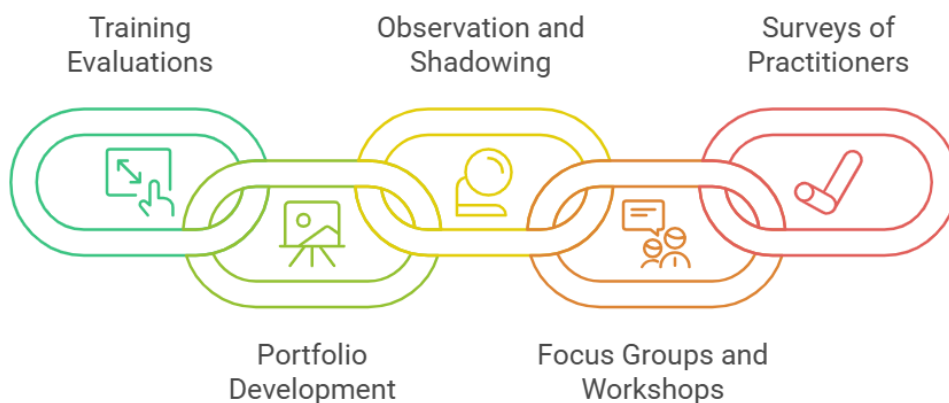 Training
Evaluations
Observation and
Shadowing
Surveys of
Practitioners
Portfolio
Development
Focus Groups and
Workshops